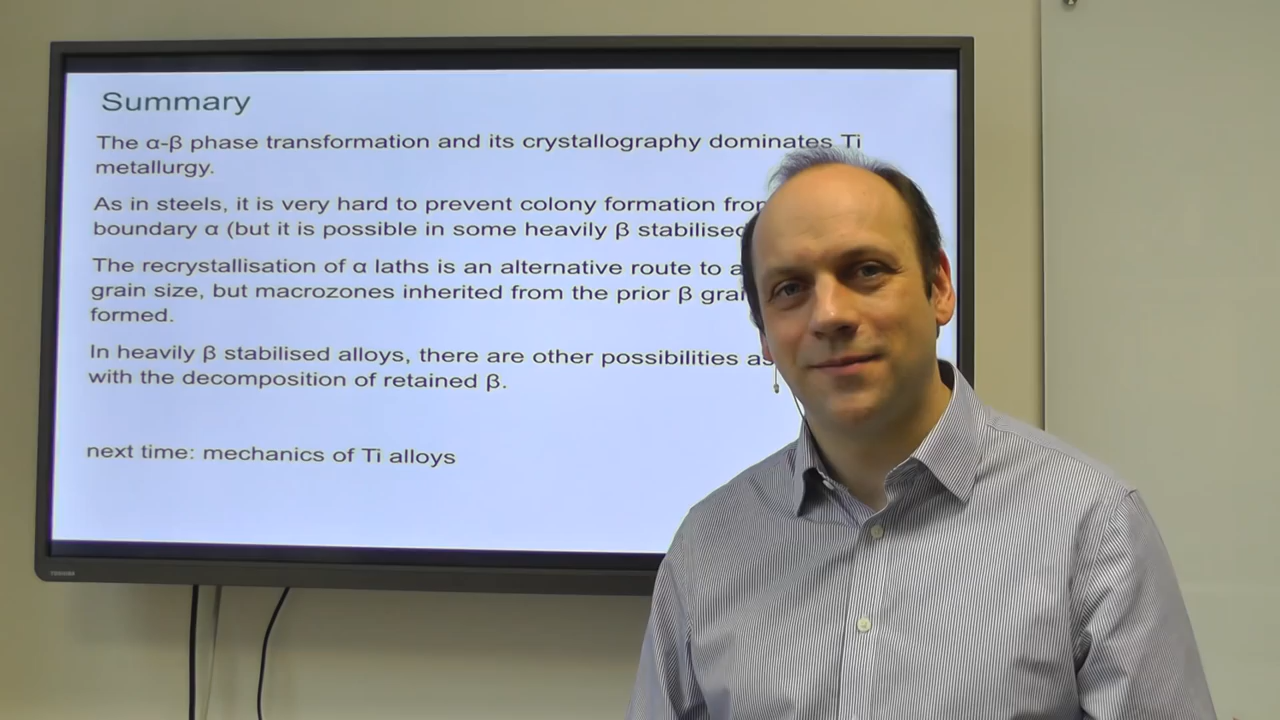 Summary
The α-β phase transformation and its crystallography dominates Ti
metallurgy.
As in steels, it is very hard to prevent colony formation
boundary α (but it is possible in some heavily β stabilised
The recrystallisation of α laths is an alternative route to
grain size, but macrozones inherited from the prior β
formed.
In heavily β stabilised alloys, there are other possibilities
with the decomposition of retained β.
next time: mechanics of Ti alloys
TOSHIBA